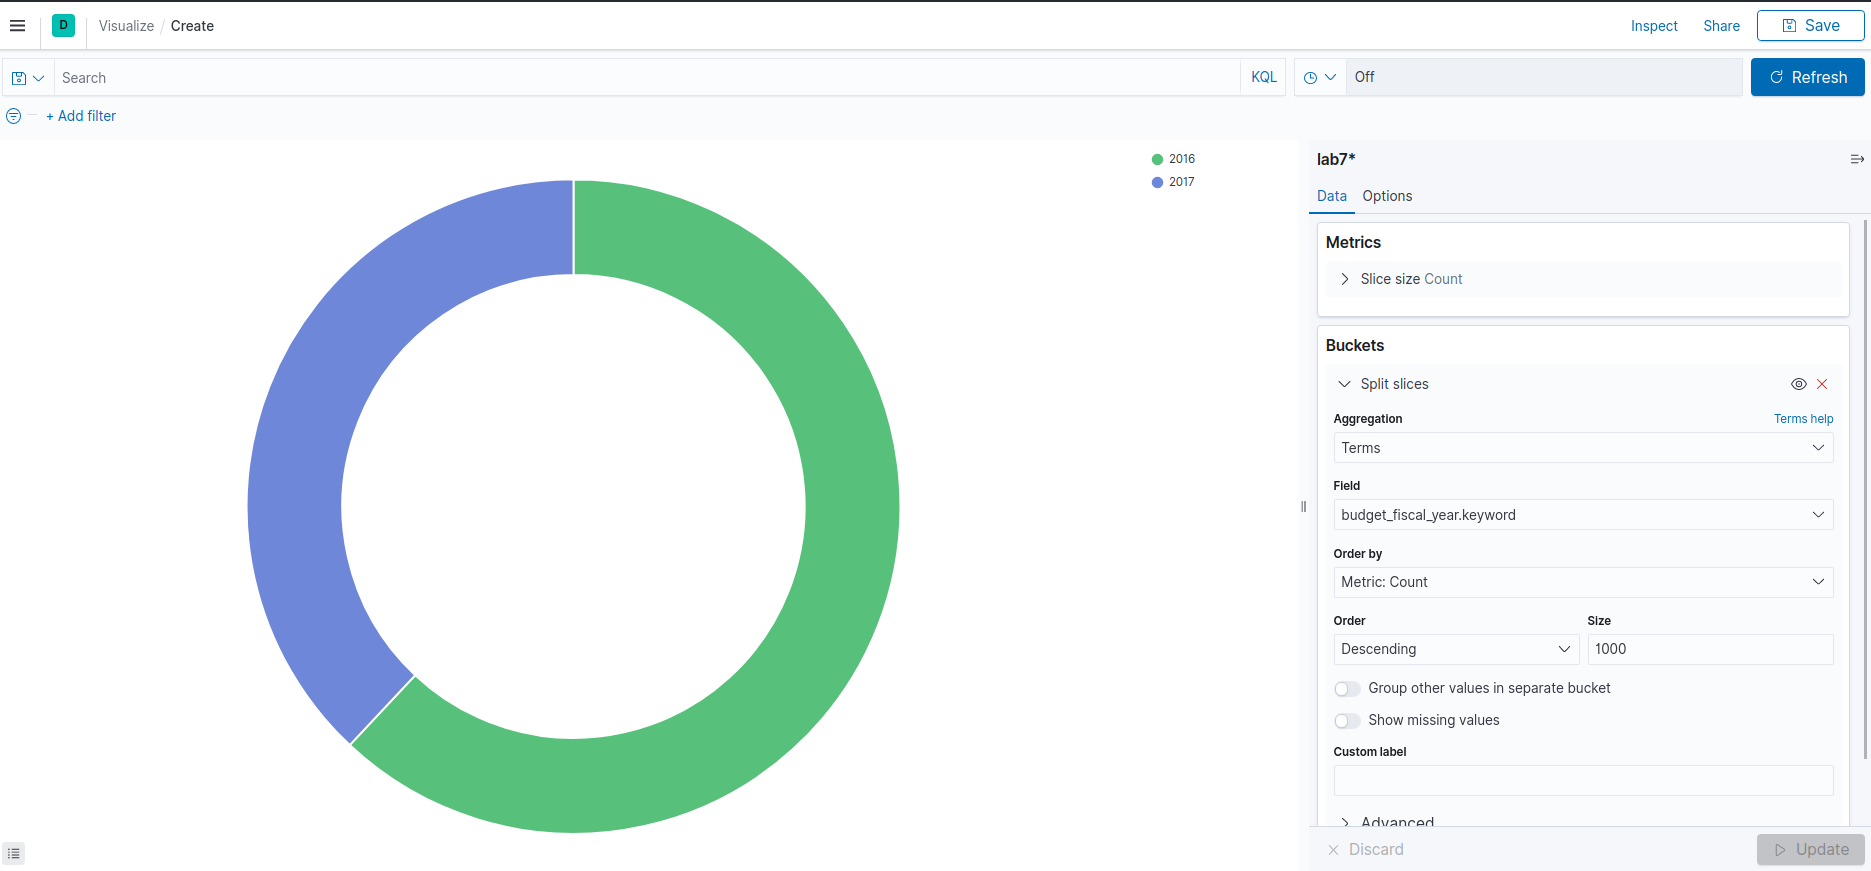 D Visualize / Create Inspect Share Save
Search KQL Off Refresh
+ Add filter
2016
2017
lab7*
Data Options
Metrics
Slice size Count
Buckets
Split slices
Aggregation Terms help
Terms
Field
budget_fiscal_year.keyword
Order by
Metric: Count
Order Size
Descending 1000
Group other values in separate bucket
Show missing values
Custom label
Advanced
Discard Update